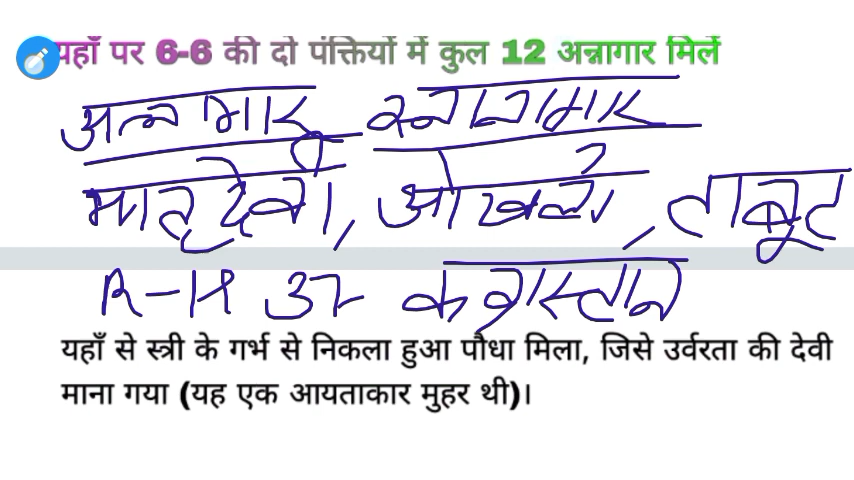 यहाँ पर 6-6 की दो पंक्तियों में कुल 12 अन्नागार मिलें
अन्नागार, स्नानागार
मातृदेवी, ओखली, ताबूत
R-H 37 कब्रास्तान
यहाँ से स्त्री के गर्भ से निकला हुआ पौधा मिला, जिसे उर्वरता की देवी
माना गया (यह एक आयताकार मुहर थी)।